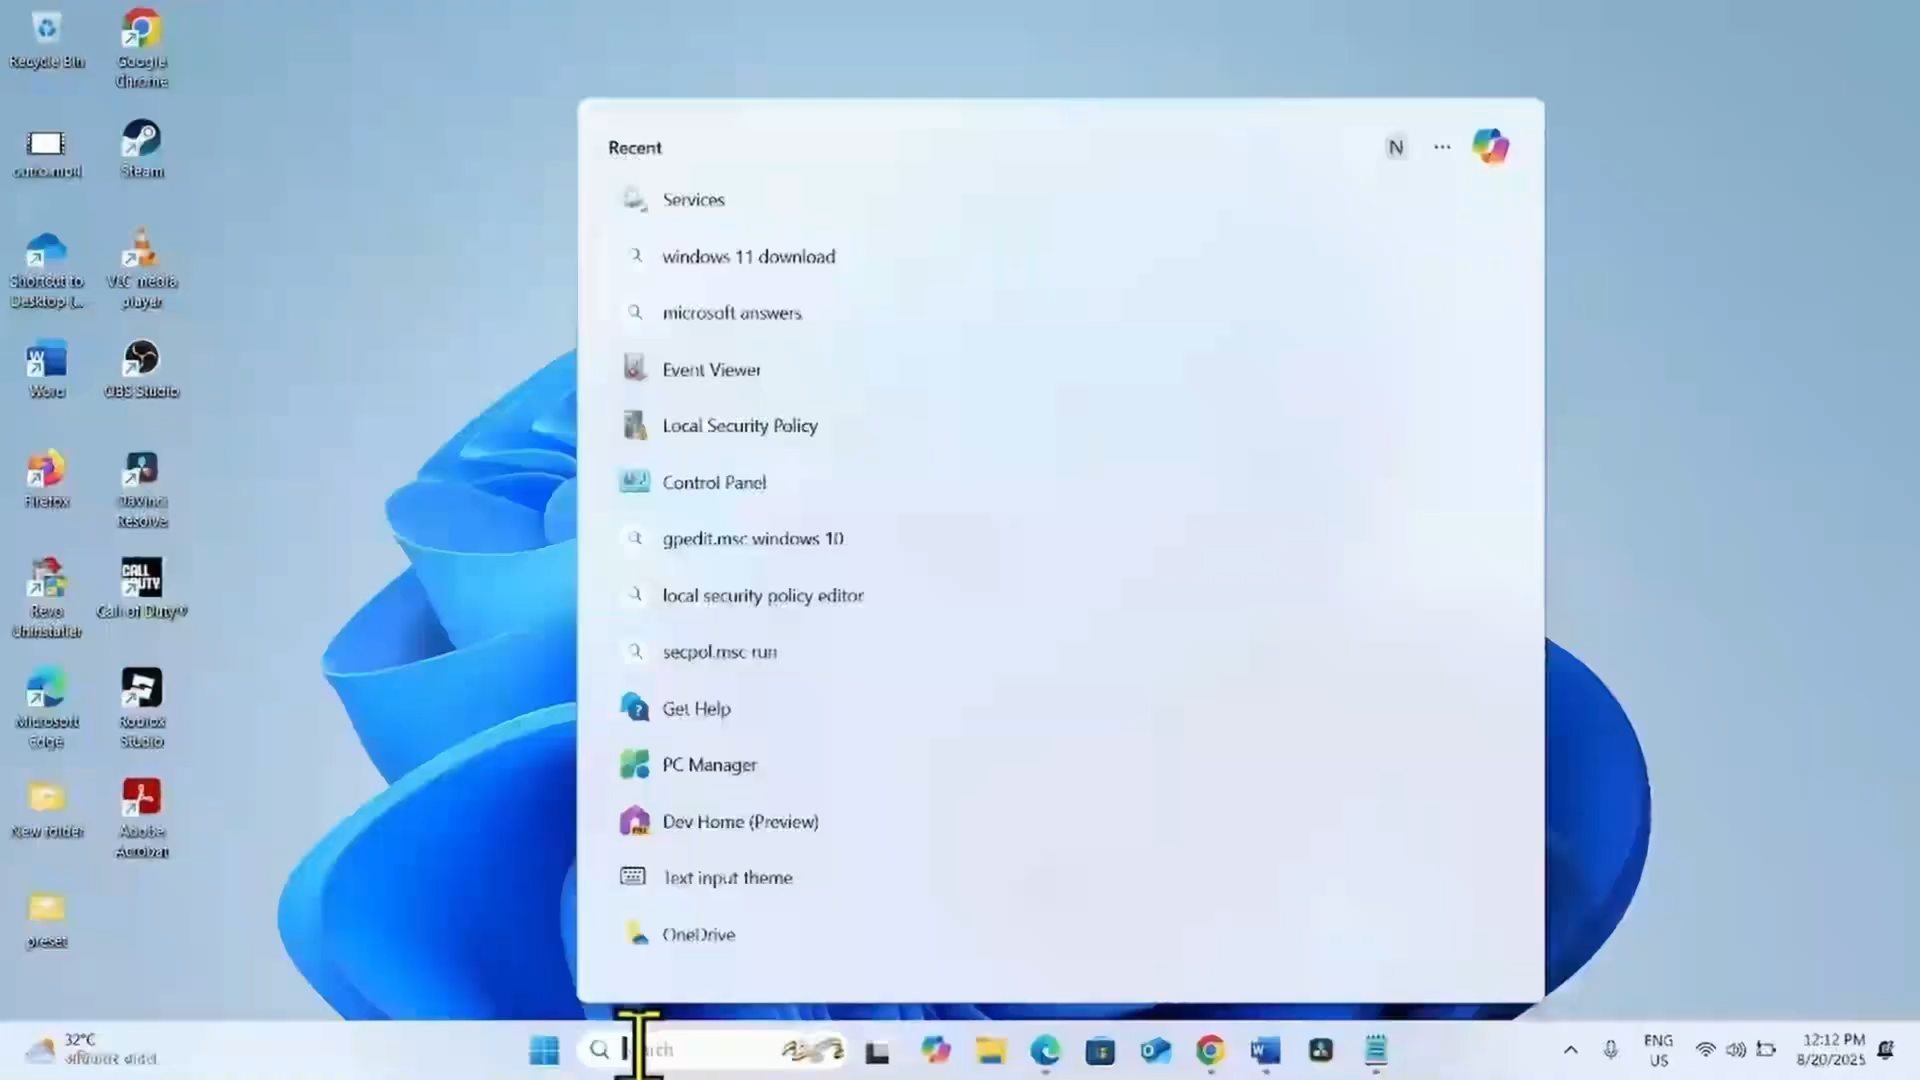 Recycle Bin
Google
Chrome
outro.mp4
Steam
Shortcut to
Desktop (...
VLC media
player
Word
OBS Studio
Firefox
DaVinci
Resolve
CALL
DUTY
Revo
Uninstaller
Call of Duty®
Microsoft
Edge
Roblox
Studio
New folder
Adobe
Acrobat
preset
Recent
N
Services
windows 11 download
microsoft answers
Event Viewer
Local Security Policy
Control Panel
gpedit.msc windows 10
local security policy editor
secpol.msc run
Get Help
PC Manager
Dev Home (Preview)
Text input theme
OneDrive
32°C
ENG
US
12:12 PM
8/20/2025